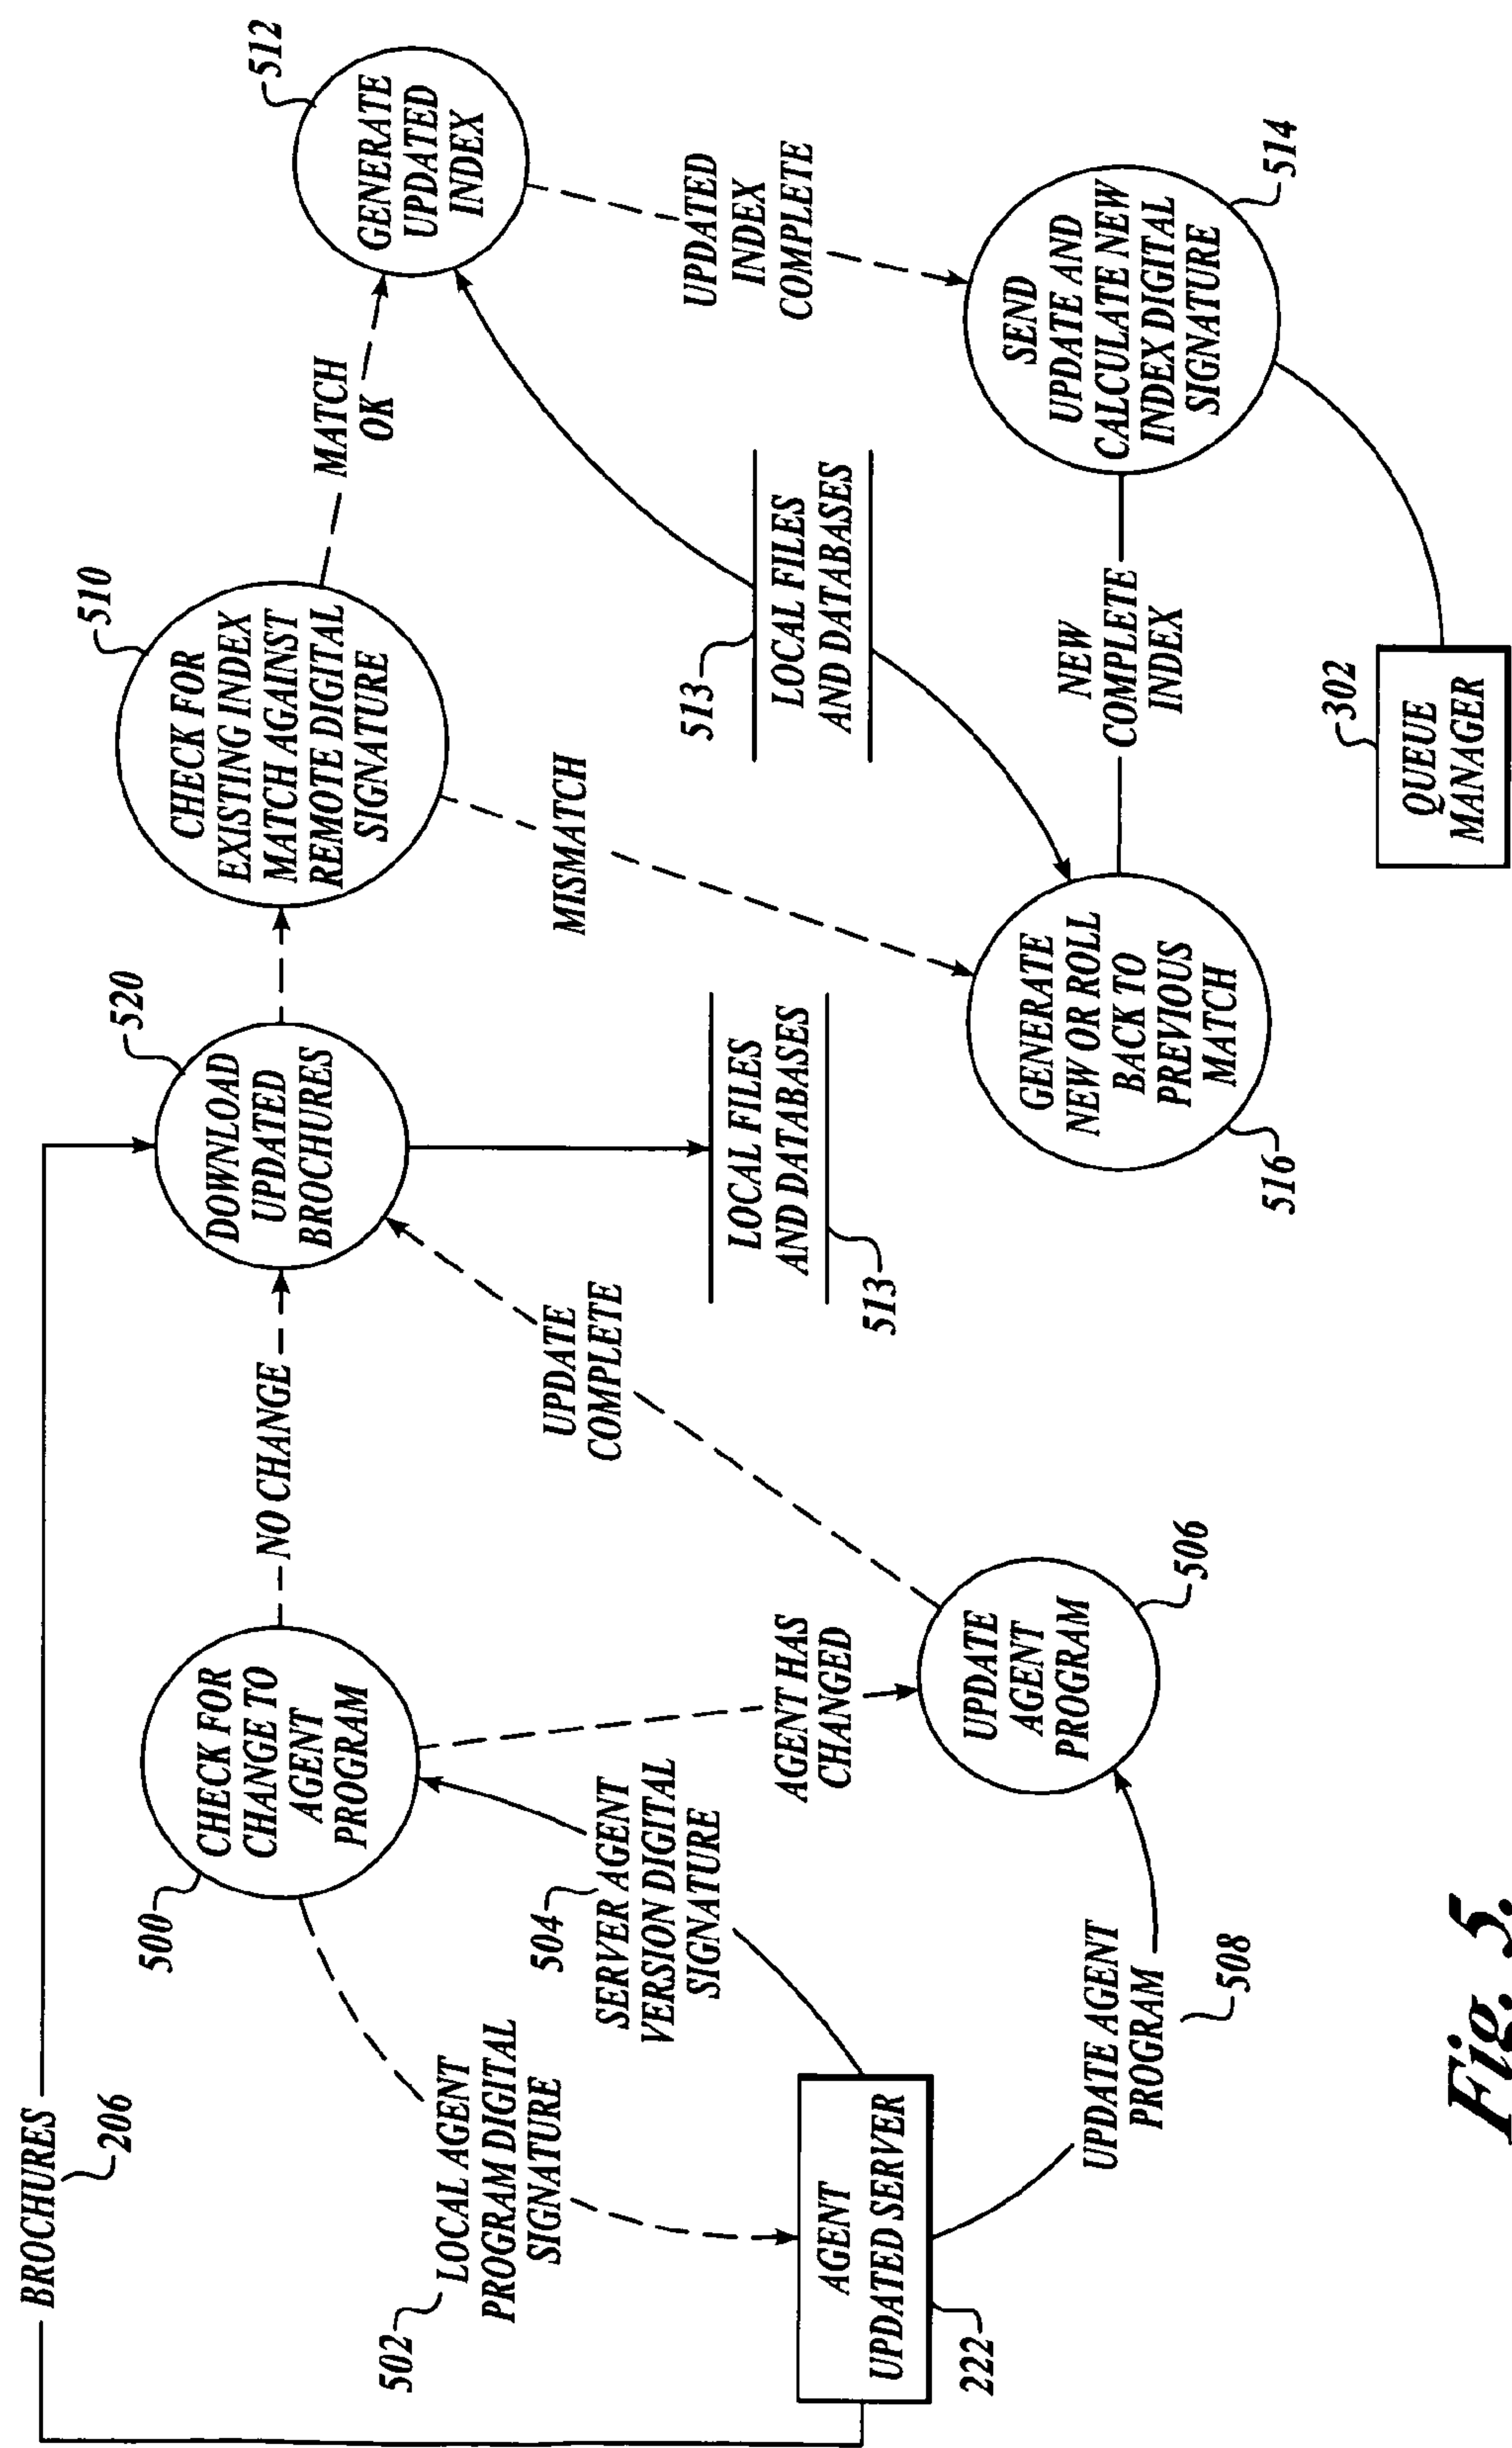 BROCHURES
206
500
CHECK FOR
CHANGE TO
AGENT
PROGRAM
NO CHANGE
520
DOWNLOAD
UPDATED
BROCHURES
510
CHECK FOR
EXISTING INDEX
MATCH AGAINST
REMOTE DIGITAL
SIGNATURE
MATCH
OK
512
GENERATE
UPDATED
INDEX
502
LOCAL AGENT
PROGRAM DIGITAL
SIGNATURE
504
SERVER AGENT
VERSION DIGITAL
SIGNATURE
AGENT HAS
CHANGED
UPDATE
COMPLETE
LOCAL FILES
AND DATABASES
513
MISMATCH
513
LOCAL FILES
AND DATABASES
UPDATED
INDEX
COMPLETE
AGENT
UPDATED SERVER
222
UPDATE AGENT
PROGRAM
508
UPDATE
AGENT
PROGRAM
506
GENERATE
NEW OR ROLL
BACK TO
PREVIOUS
MATCH
516
NEW
COMPLETE
INDEX
SEND
UPDATE AND
CALCULATE NEW
INDEX DIGITAL
SIGNATURE
514
302
QUEUE
MANAGER
Fig. 5.